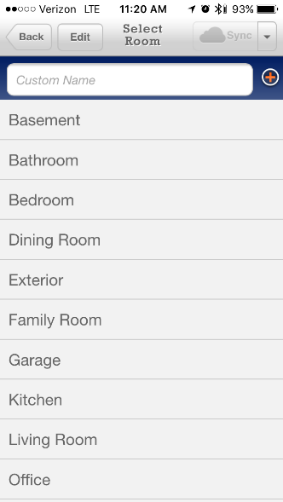 Verizon LTE 11:20 AM 93%
Back Edit Select Room Sync
Custom Name
Basement
Bathroom
Bedroom
Dining Room
Exterior
Family Room
Garage
Kitchen
Living Room
Office